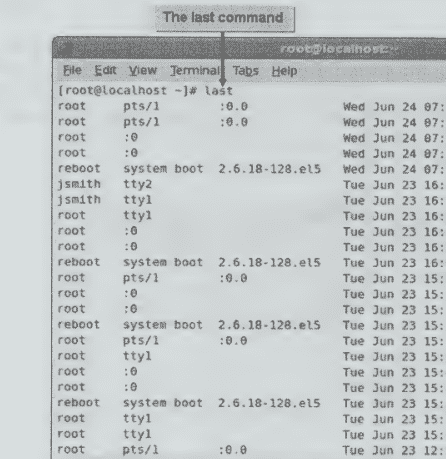 The last command
root@localhost:~
File Edit View Terminal Tabs Help
[root@localhost ~]# last
root pts/1 :0.0 Wed Jun 24 07:
root pts/1 :0.0 Wed Jun 24 07:
root :0 Wed Jun 24 07:
root :0 Wed Jun 24 07:
reboot system boot 2.6.18-128.el5 Wed Jun 24 07:
jsmith tty2 Tue Jun 23 16:
jsmith tty1 Tue Jun 23 16:
root tty1 Tue Jun 23 16:
root :0 Tue Jun 23 16:
root :0 Tue Jun 23 16:
reboot system boot 2.6.18-128.el5 Tue Jun 23 16:
root pts/1 :0.0 Tue Jun 23 15:
root :0 Tue Jun 23 15:
root :0 Tue Jun 23 15:
reboot system boot 2.6.18-128.el5 Tue Jun 23 15:
root pts/1 :0.0 Tue Jun 23 15:
root tty1 Tue Jun 23 15:
root :0 Tue Jun 23 15:
root :0 Tue Jun 23 15:
reboot system boot 2.6.18-128.el5 Tue Jun 23 15:
root tty1 Tue Jun 23 15:
root tty1 Tue Jun 23 15:
root pts/1 :0.0 Tue Jun 23 12: